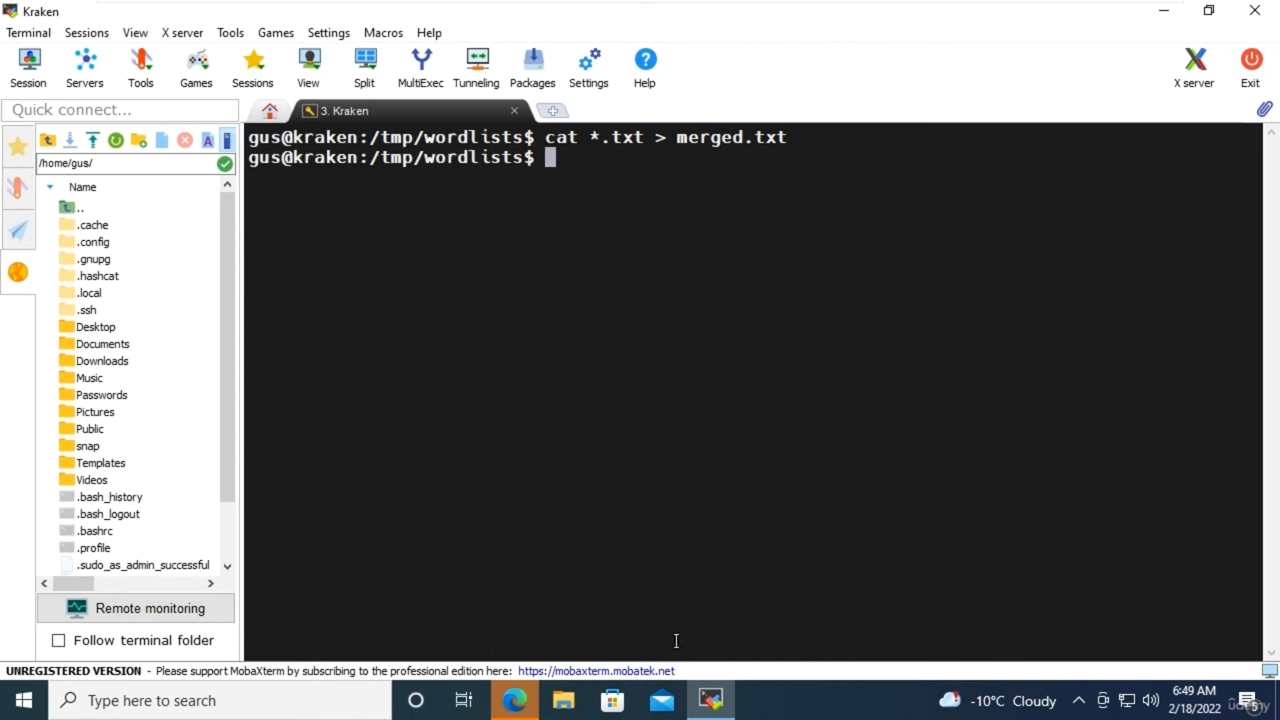 Kraken
Terminal Sessions View X server Tools Games Settings Macros Help
Session Servers Tools Games Sessions View Split MultiExec Tunneling Packages Settings Help X server Exit
Quick connect...
3. Kraken
/home/gus/
Name
..
.cache
.config
.gnupg
.hashcat
.local
.ssh
Desktop
Documents
Downloads
Music
Passwords
Pictures
Public
snap
Templates
Videos
.bash_history
.bash_logout
.bashrc
.profile
.sudo_as_admin_successful
Remote monitoring
Follow terminal folder
gus@kraken:/tmp/wordlists$ cat *.txt > merged.txt
gus@kraken:/tmp/wordlists$
UNREGISTERED VERSION - Please support MobaXterm by subscribing to the professional edition here: https://mobaxterm.mobatek.net
Type here to search
-10°C Cloudy
6:49 AM
2/18/2022
ûdemy
5